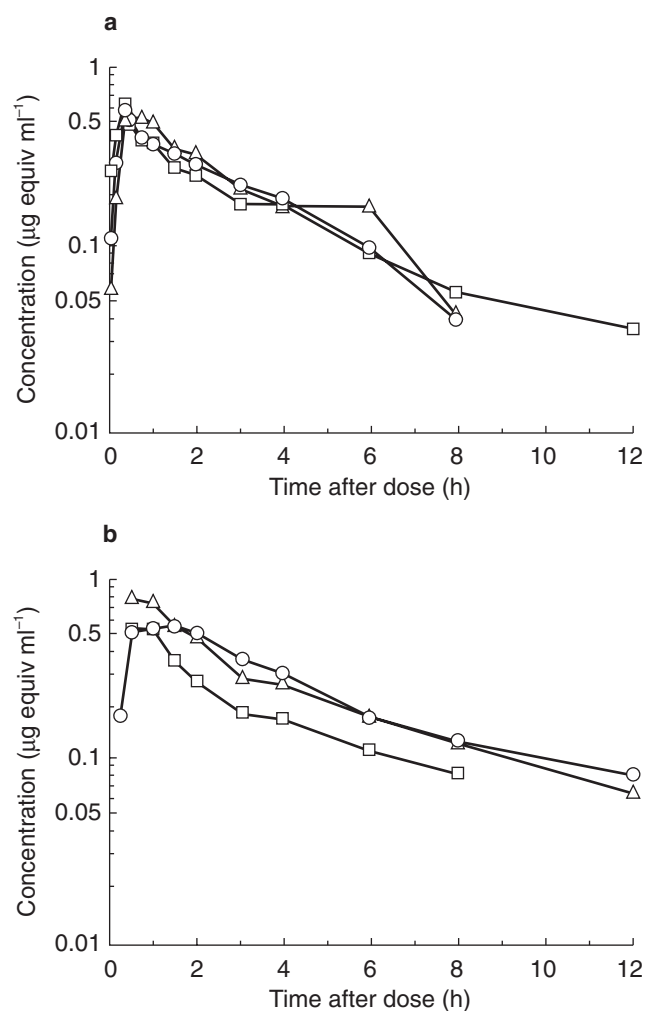 a
Concentration (µg equiv ml⁻¹)
1
0.5
0.1
0.05
0.01
0 2 4 6 8 10 12
Time after dose (h)
b
Concentration (µg equiv ml⁻¹)
1
0.5
0.1
0.05
0.01
0 2 4 6 8 10 12
Time after dose (h)